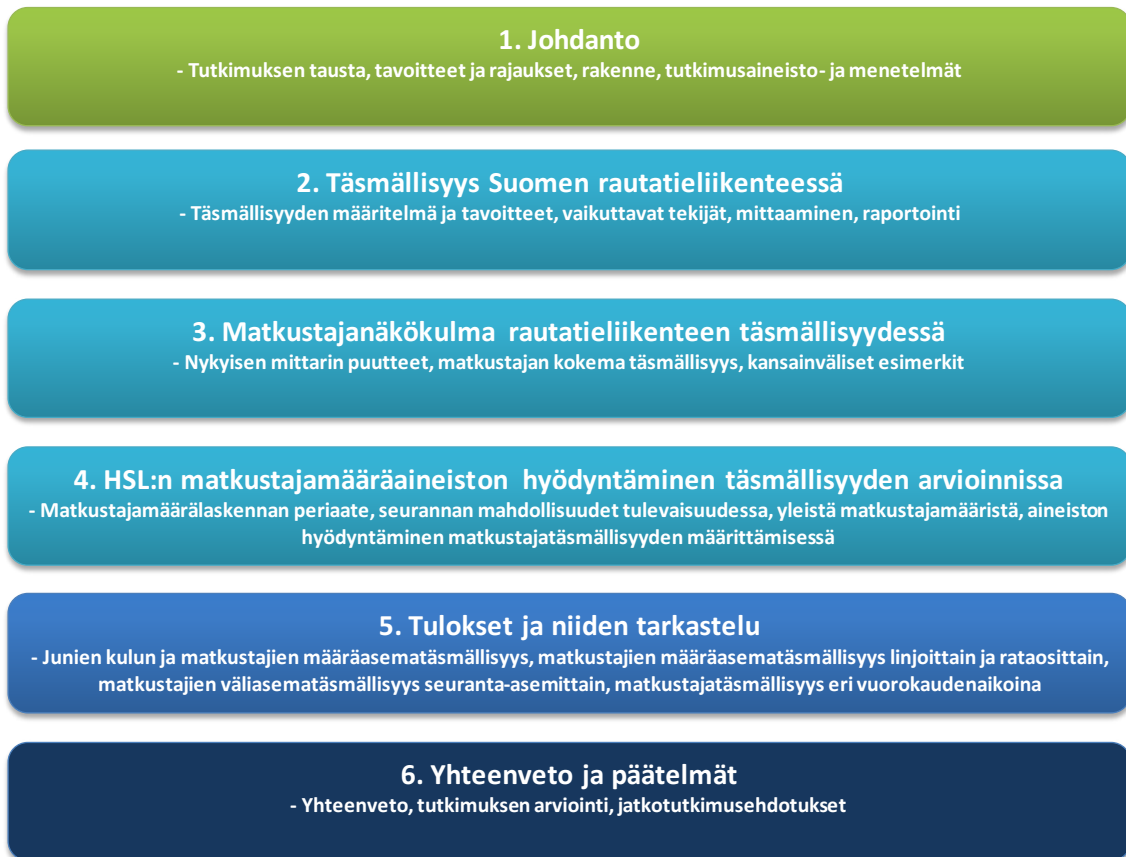 1. Johdanto
- Tutkimuksen tausta, tavoitteet ja rajaukset, rakenne, tutkimusaineisto- ja menetelmät
2. Täsmällisyys Suomen rautatieliikenteessä
- Täsmällisyyden määritelmä ja tavoitteet, vaikuttavat tekijät, mittaaminen, raportointi
3. Matkustajanäkökulma rautatieliikenteen täsmällisyydessä
- Nykyisen mittarin puutteet, matkustajan kokema täsmällisyys, kansainväliset esimerkit
4. HSL:n matkustajamääräaineiston hyödyntäminen täsmällisyyden arvioinnissa
- Matkustajamäärälaskennan periaate, seurannan mahdollisuudet tulevaisuudessa, yleistä matkustajamääristä, aineiston
hyödyntäminen matkustajatäsmällisyyden määrittämisessä
5. Tulokset ja niiden tarkastelu
- Junien kulun ja matkustajien määräasematäsmällisyys, matkustajien määräasematäsmällisyys linjoittain ja rataosittain,
matkustajien väliasematäsmällisyys seuranta-asemittain, matkustajatäsmällisyys eri vuorokaudenaikoina
6. Yhteenveto ja päätelmät
- Yhteenveto, tutkimuksen arviointi, jatkotutkimusehdotukset